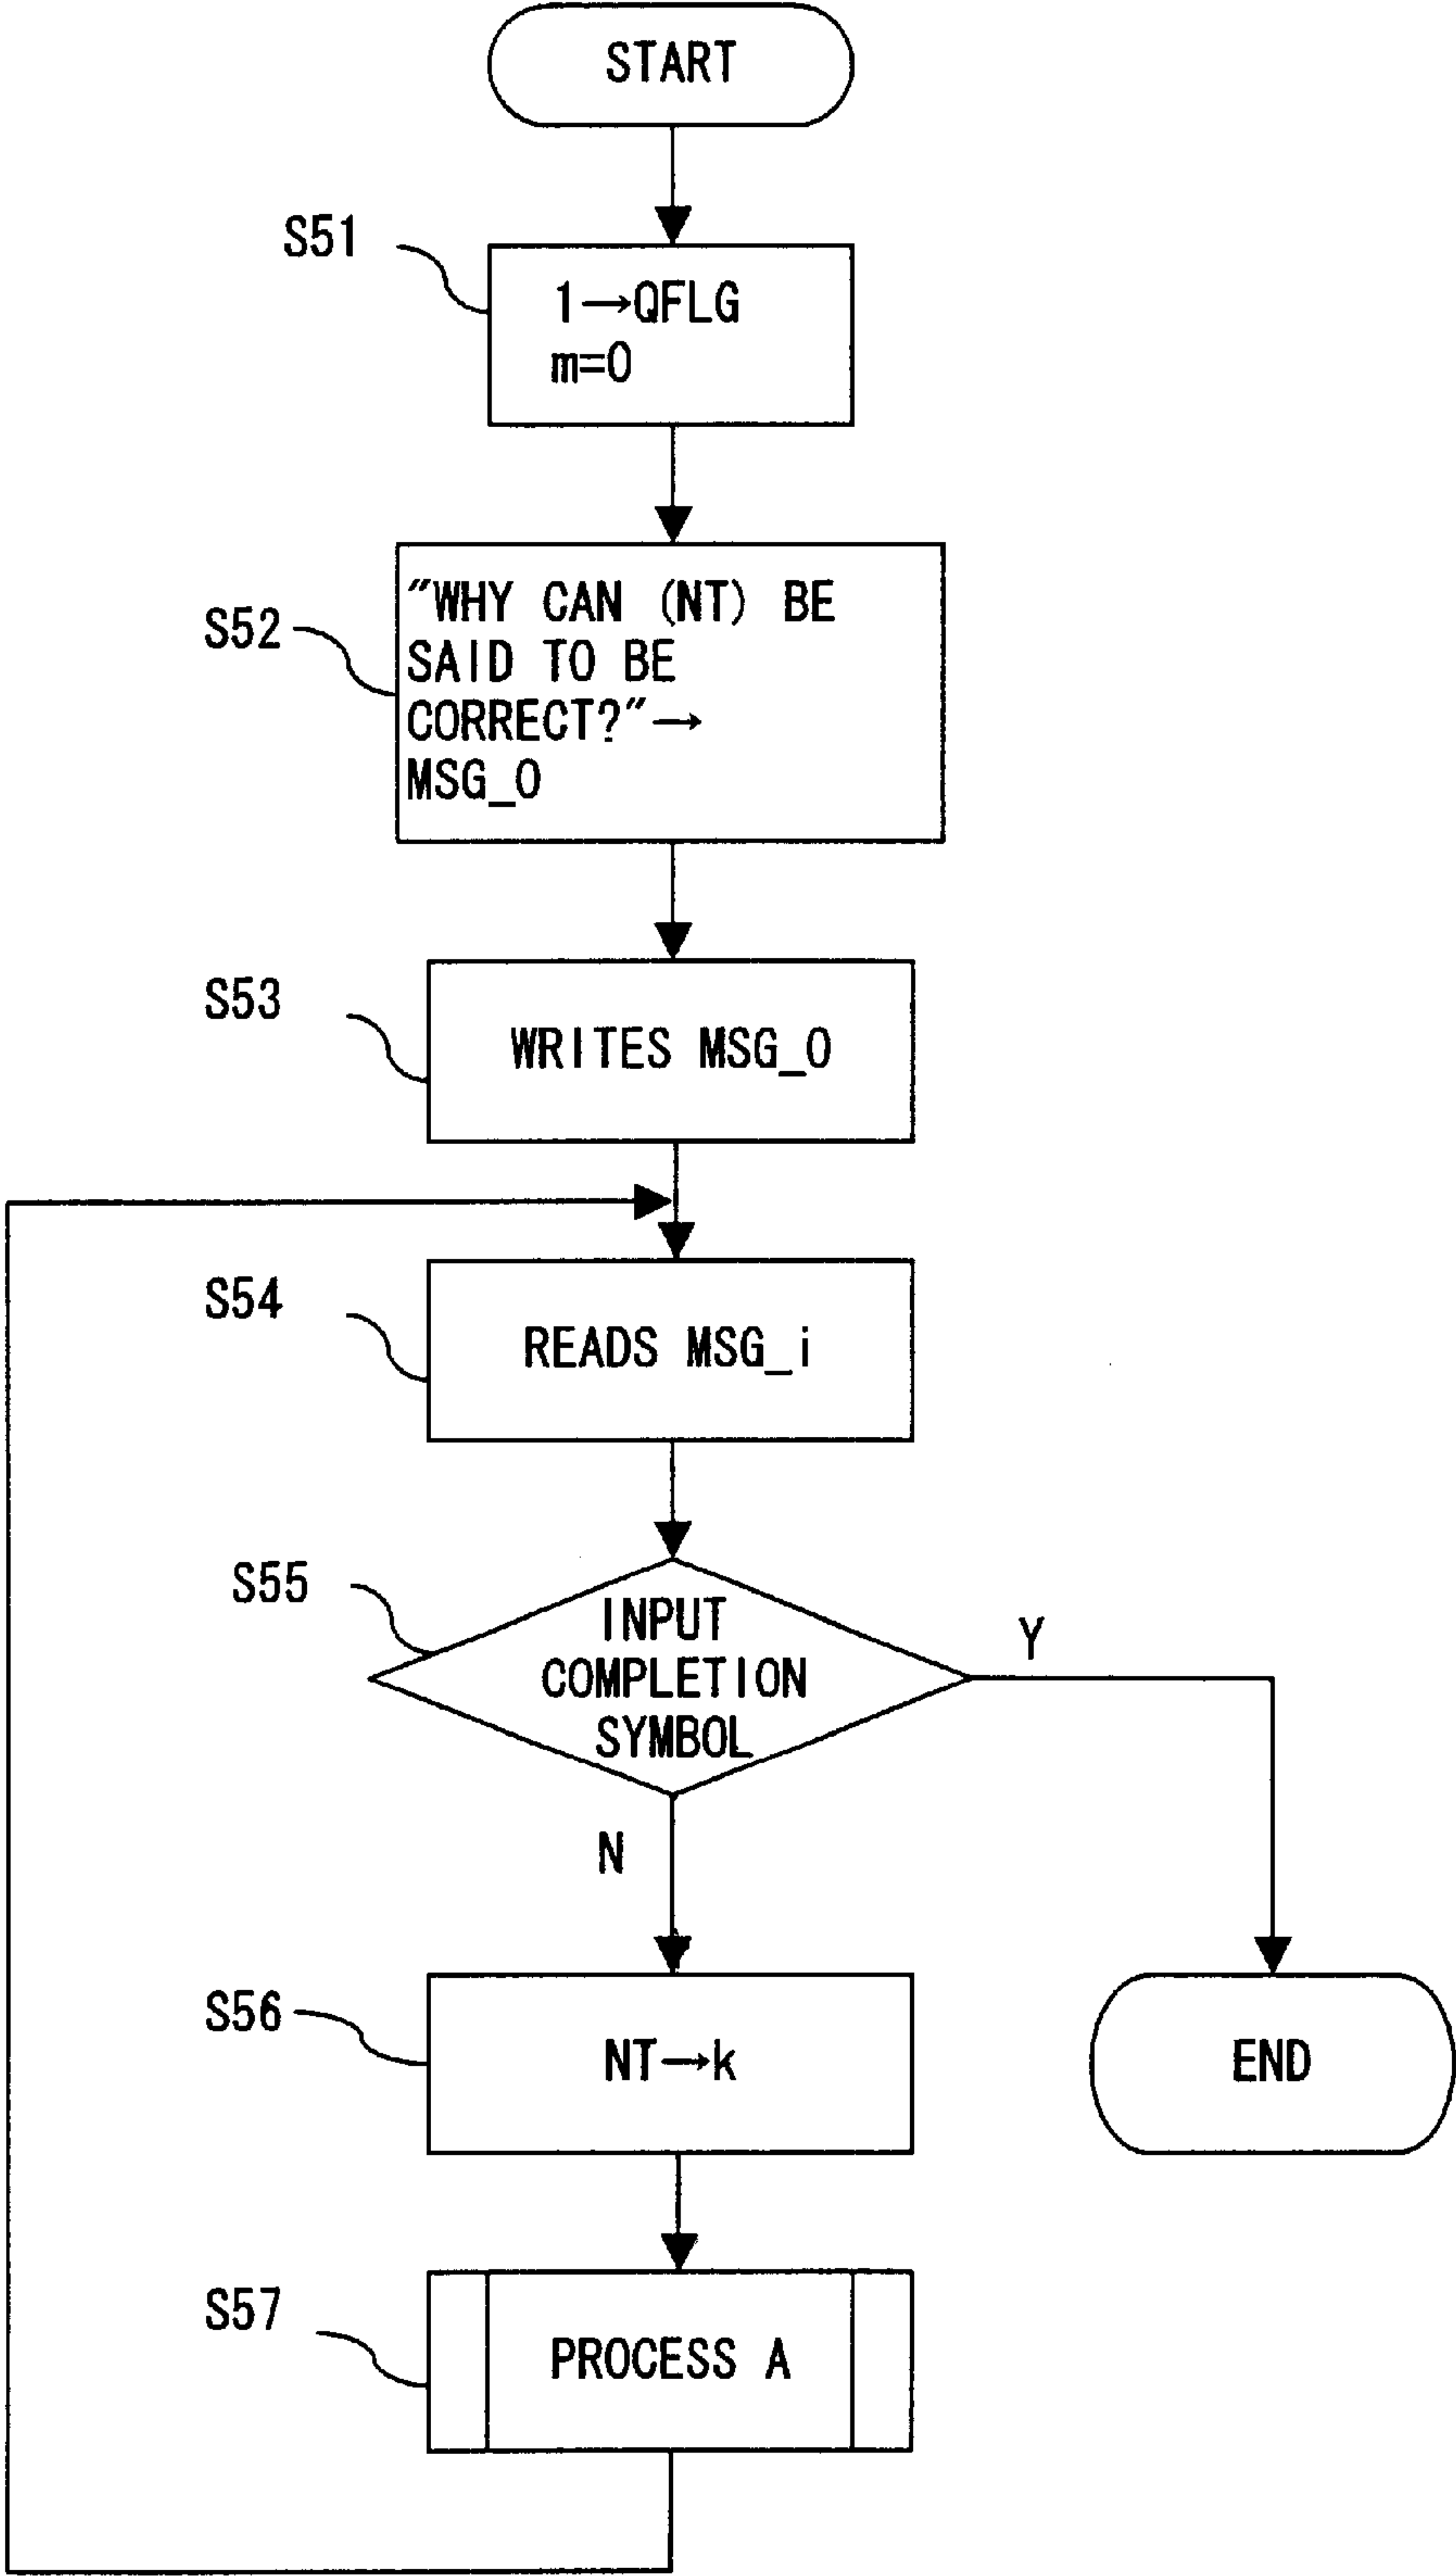 START
S51
1→QFLG
m=0
S52
"WHY CAN (NT) BE
SAID TO BE
CORRECT?"→
MSG_O
S53
WRITES MSG_O
S54
READS MSG_i
S55
INPUT
COMPLETION
SYMBOL
Y
N
S56
NT→k
END
S57
PROCESS A